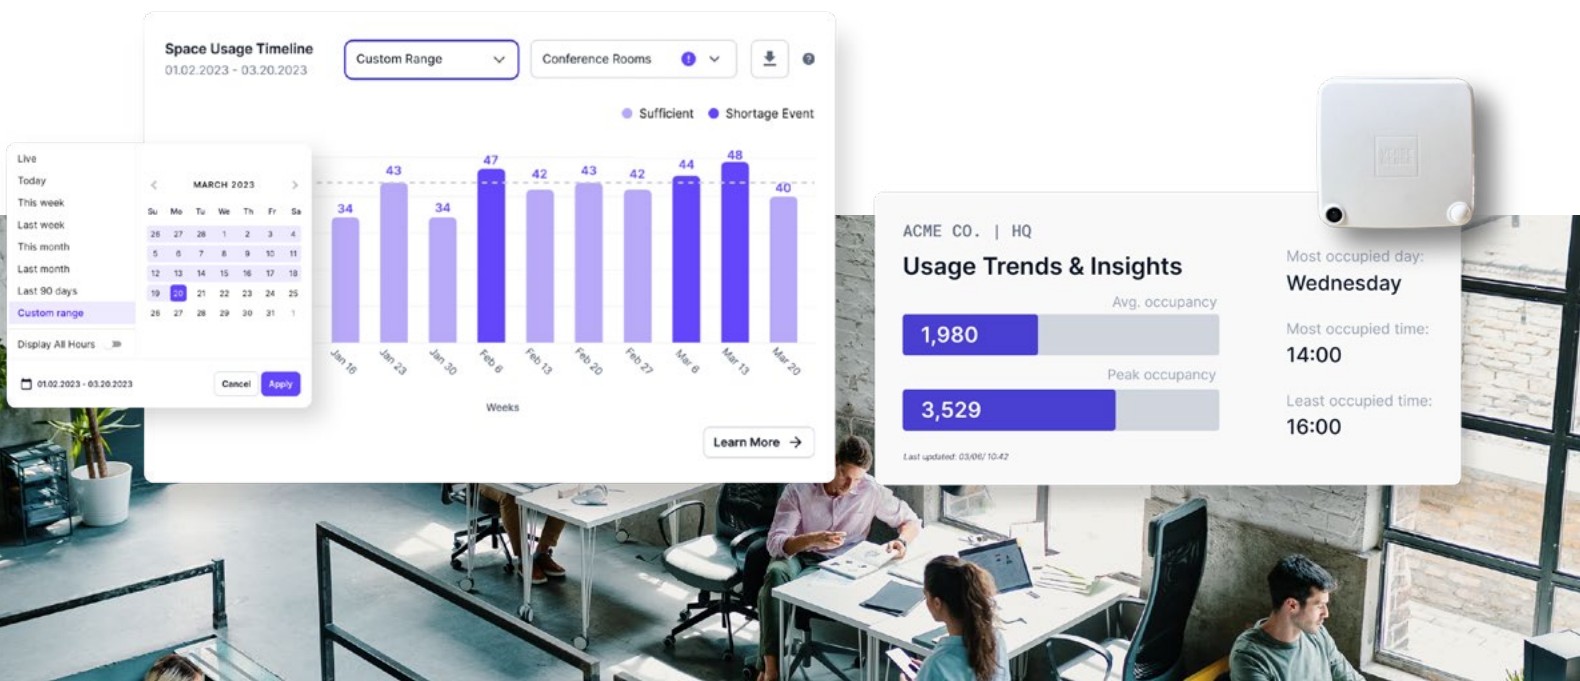 Space Usage Timeline
01.02.2023 - 03.20.2023
Custom Range
Conference Rooms !
?
Sufficient
Shortage Event
34
43
34
47
42
43
42
44
48
40
Jan 16
Jan 23
Jan 30
Feb 6
Feb 13
Feb 20
Feb 27
Mar 6
Mar 13
Mar 20
Weeks
Learn More →
Live
Today
This week
Last week
This month
Last month
Last 90 days
Custom range
Display All Hours
MARCH 2023
Su Mo Tu We Th Fr Sa
26 27 28 1 2 3 4
5 6 7 8 9 10 11
12 13 14 15 16 17 18
19 20 21 22 23 24 25
26 27 28 29 30 31 1
01.02.2023 - 03.20.2023
Cancel
Apply
ACME CO. | HQ
Usage Trends & Insights
Avg. occupancy
1,980
Peak occupancy
3,529
Last updated: 03/06/ 10:42
Most occupied day:
Wednesday
Most occupied time:
14:00
Least occupied time:
16:00